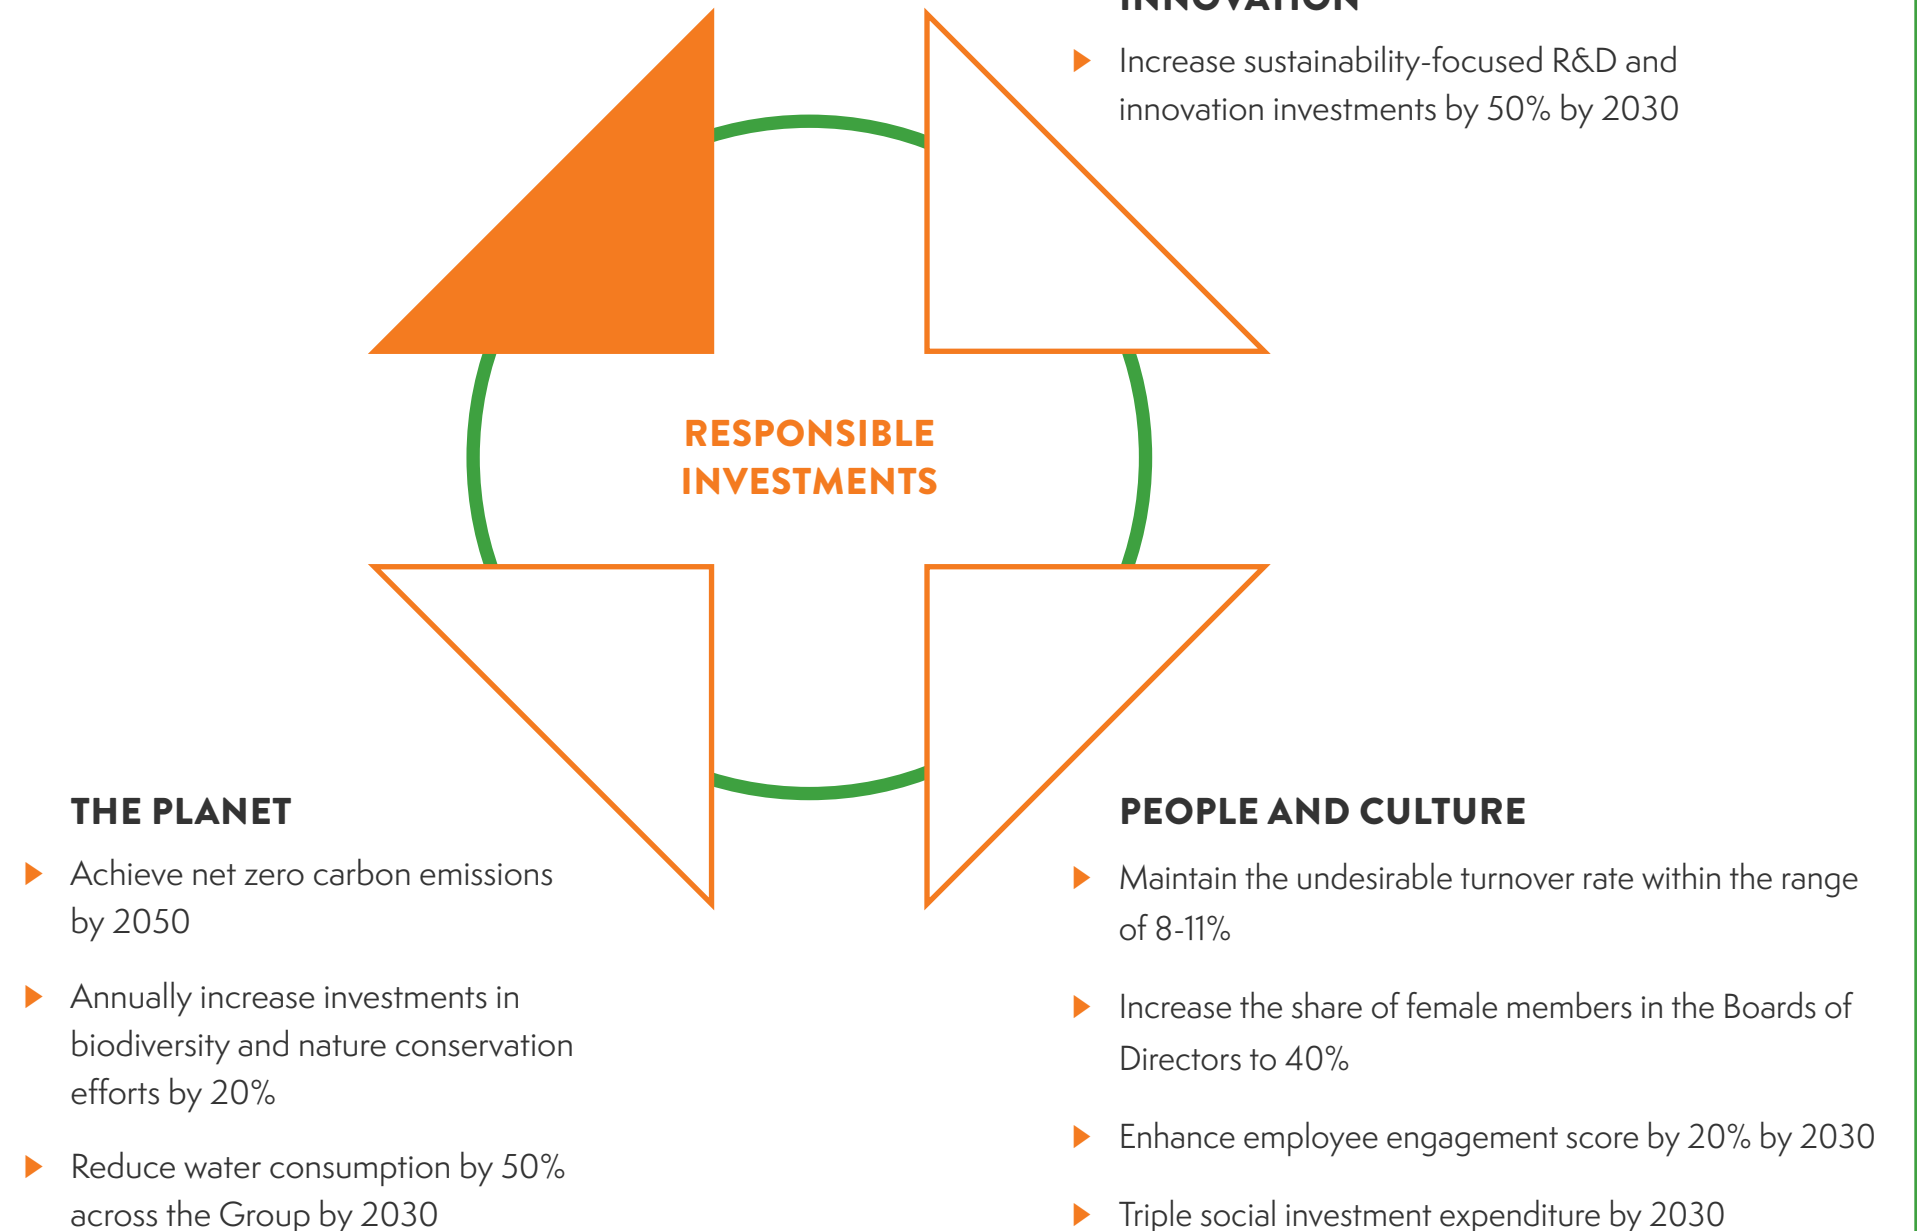 INNOVATION
Increase sustainability-focused R&D and
innovation investments by 50% by 2030
RESPONSIBLE
INVESTMENTS
THE PLANET
Achieve net zero carbon emissions
by 2050
Annually increase investments in
biodiversity and nature conservation
efforts by 20%
Reduce water consumption by 50%
across the Group by 2030
PEOPLE AND CULTURE
Maintain the undesirable turnover rate within the range
of 8-11%
Increase the share of female members in the Boards of
Directors to 40%
Enhance employee engagement score by 20% by 2030
Triple social investment expenditure by 2030